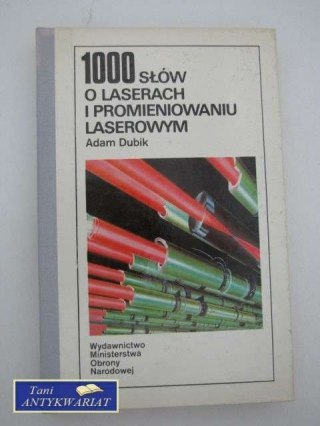 1000 SŁÓW
O LASERACH
I PROMIENIOWANIU
LASEROWYM
Adam Dubik
Wydawnictwo
Ministerstwa
Obrony
Narodowej
Tani
ANTYKWARIAT